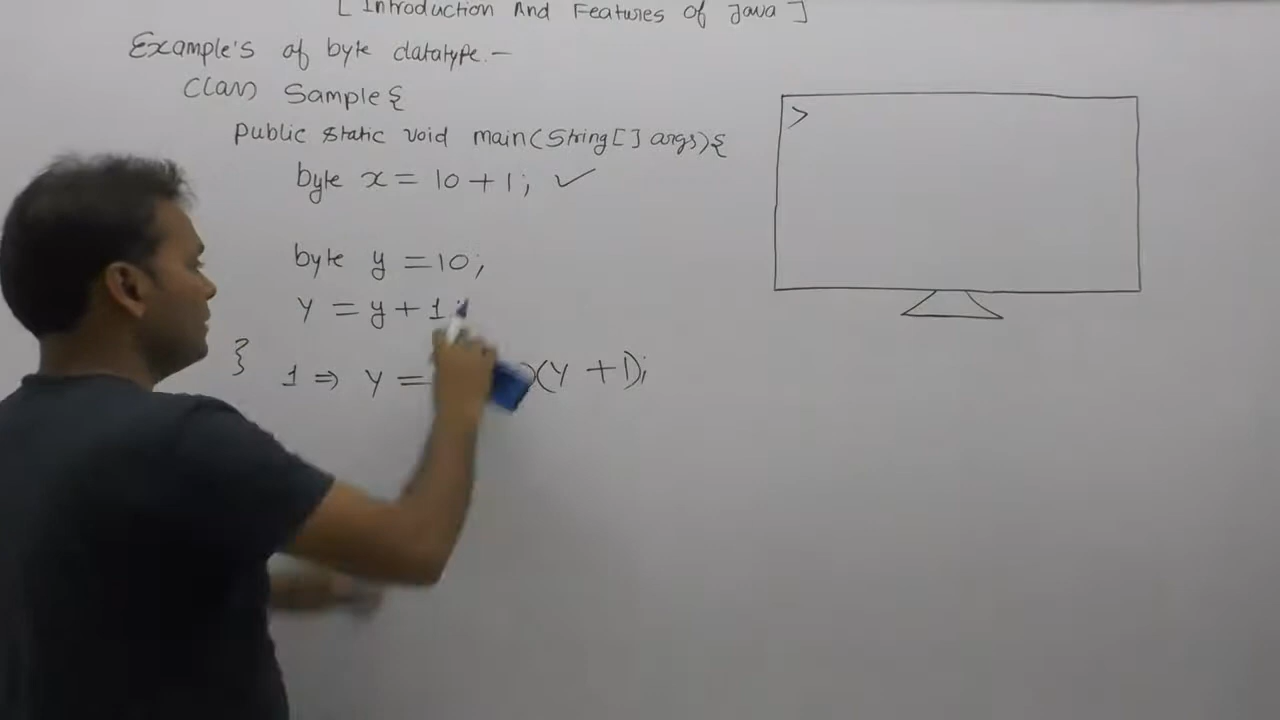 [ Introduction And Features of Java ]
Example's of byte datatype. –
Class Sample {
public static void main(String[] args){
byte x = 10 + 1; ✓
byte y = 10;
y = y + 1;
}
1 ⇒ y = )(y + 1);
>